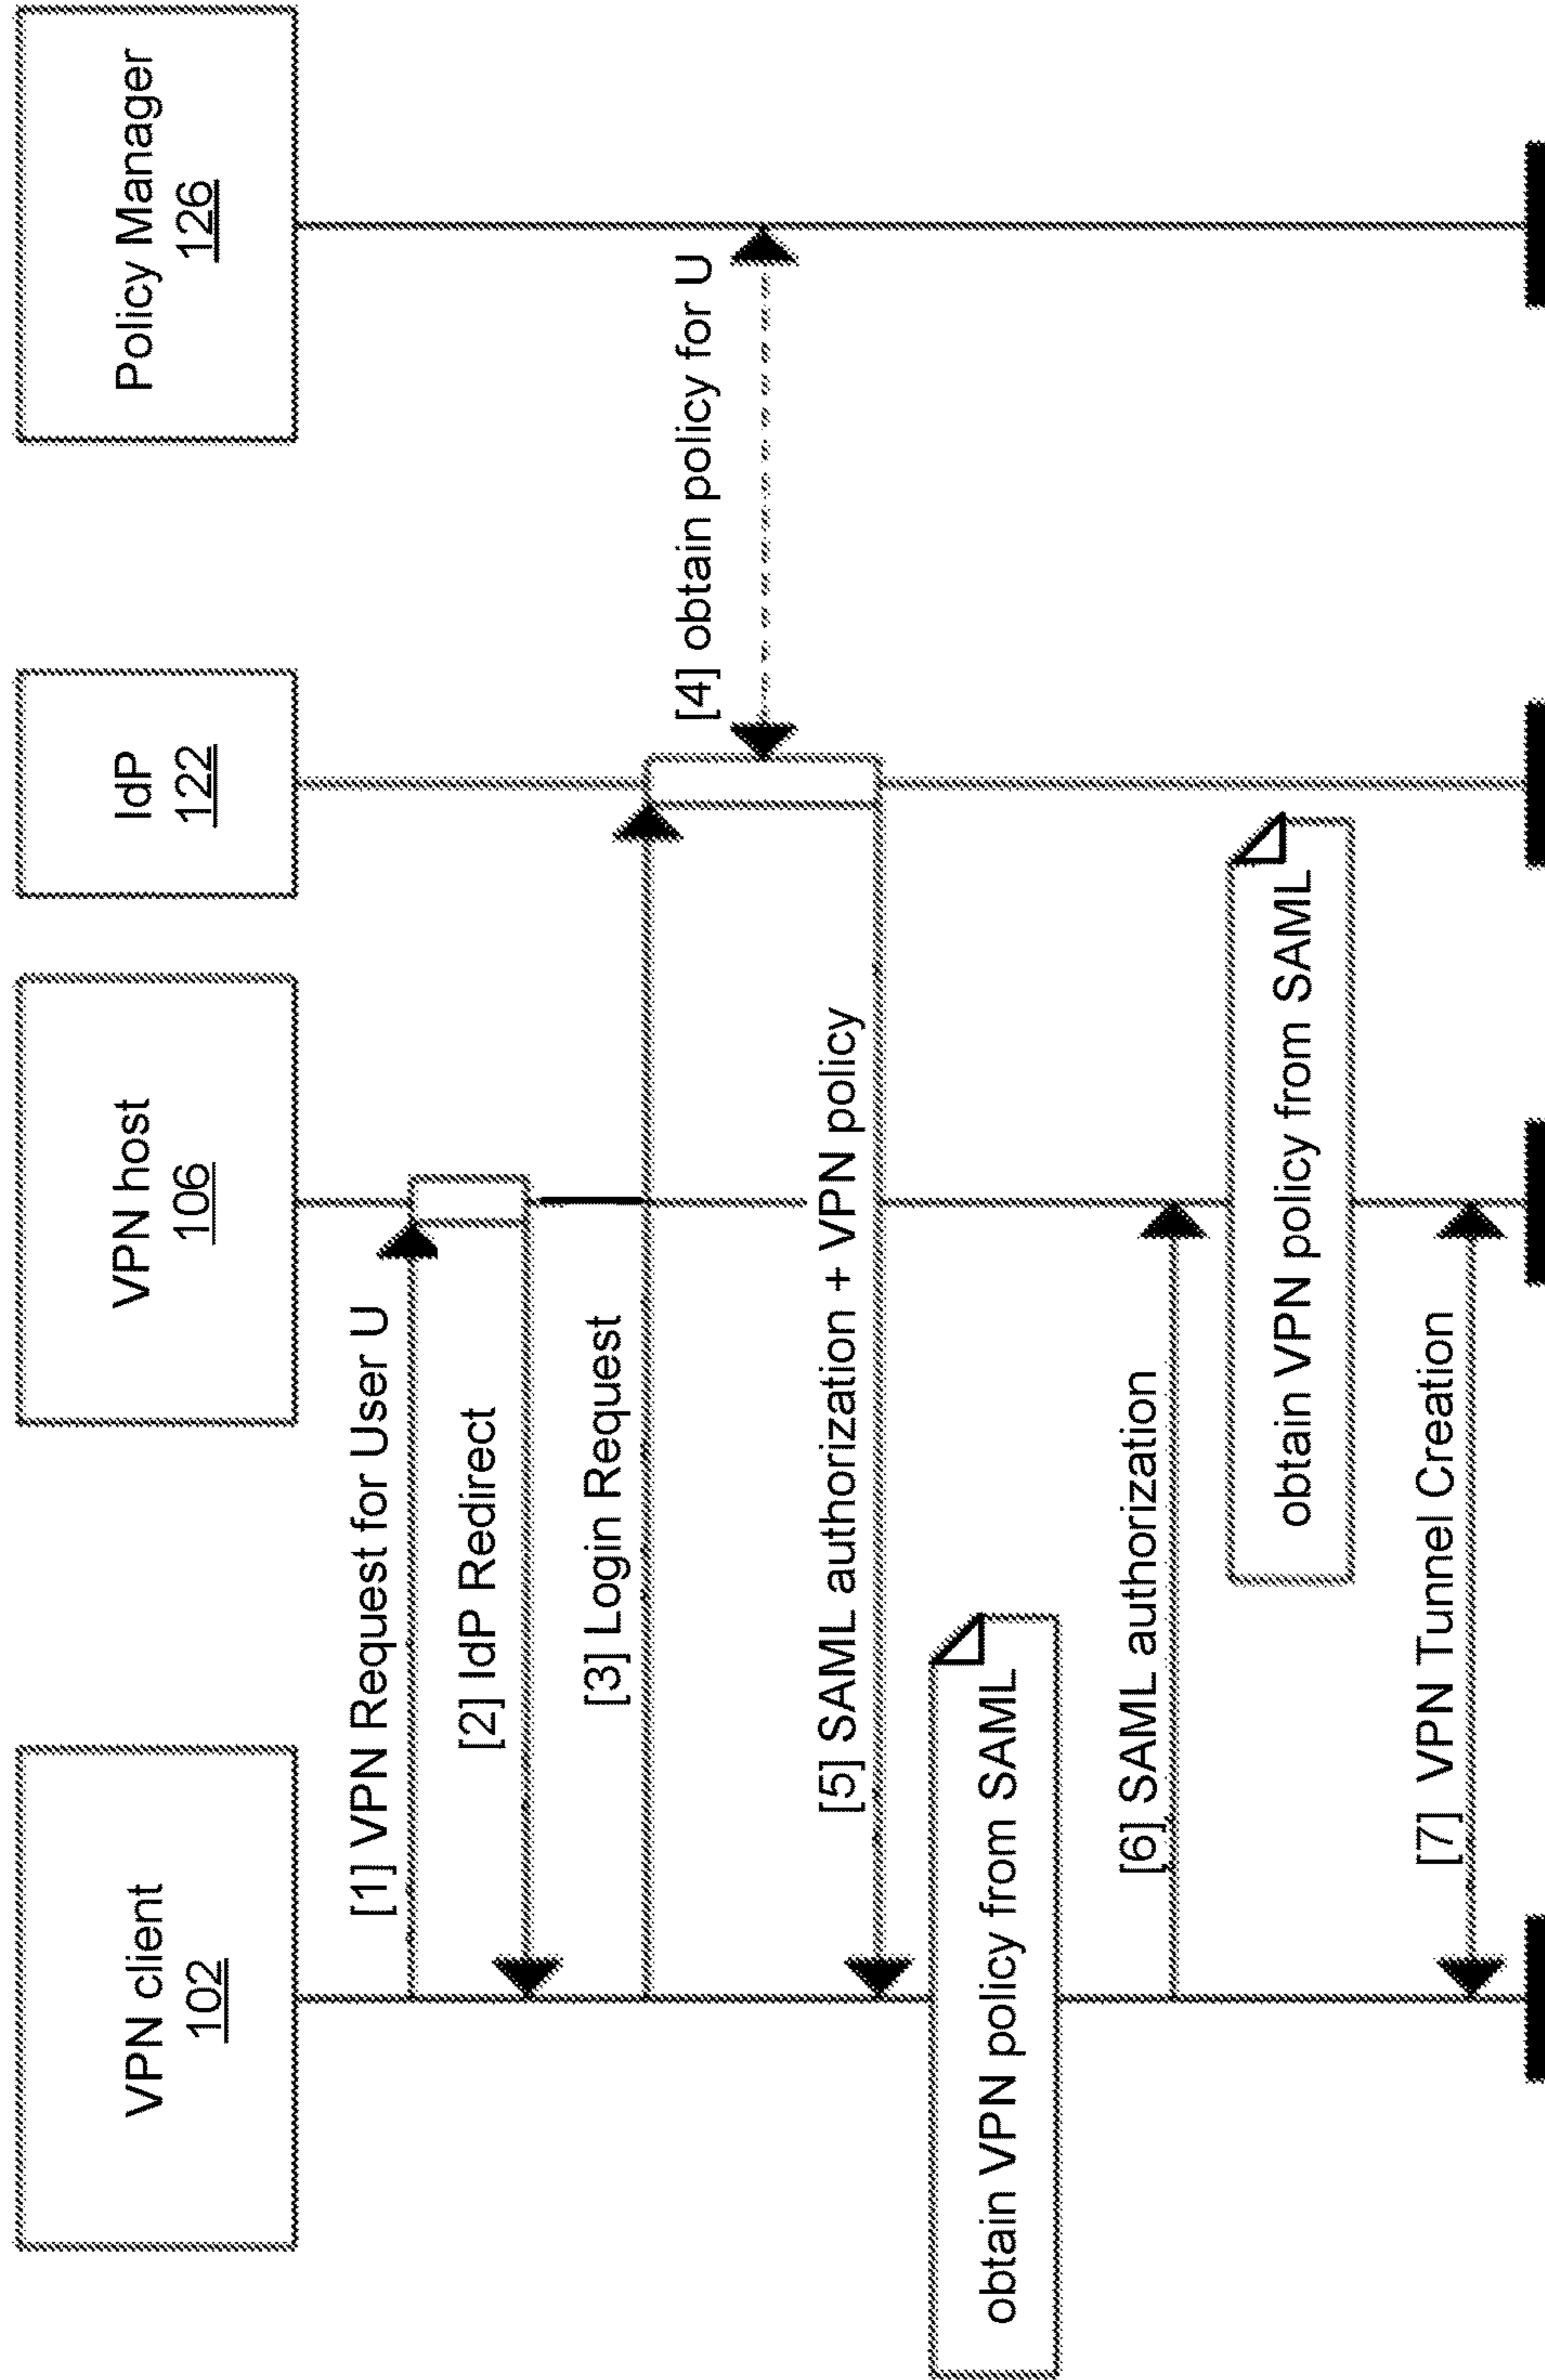 VPN client
102
VPN host
106
IdP
122
Policy Manager
126
[1] VPN Request for User U
[2] IdP Redirect
[3] Login Request
[4] obtain policy for U
[5] SAML authorization + VPN policy
obtain VPN policy from SAML
[6] SAML authorization
obtain VPN policy from SAML
[7] VPN Tunnel Creation